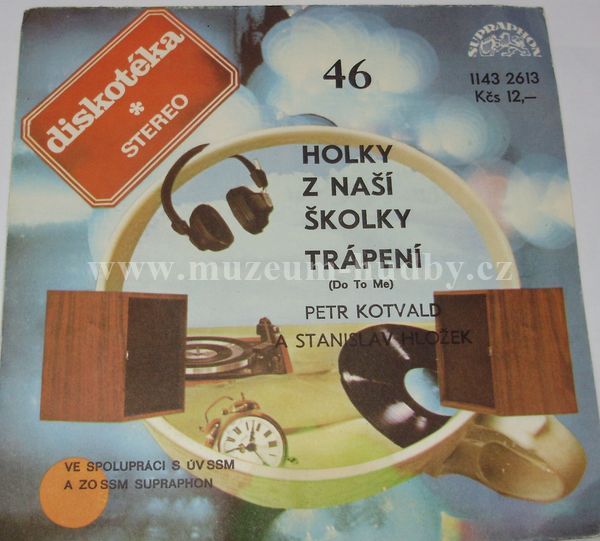 diskotéka
*
STEREO
46
SUPRAPHON
1143 2613
Kčs 12,–
HOLKY
Z NAŠÍ
ŠKOLKY
TRÁPENÍ
(Do To Me)
www.muzeum-hudby.cz
PETR KOTVALD
A STANISLAV HLOŽEK
VE SPOLUPRÁCI S ÚV SSM
A ZO SSM SUPRAPHON